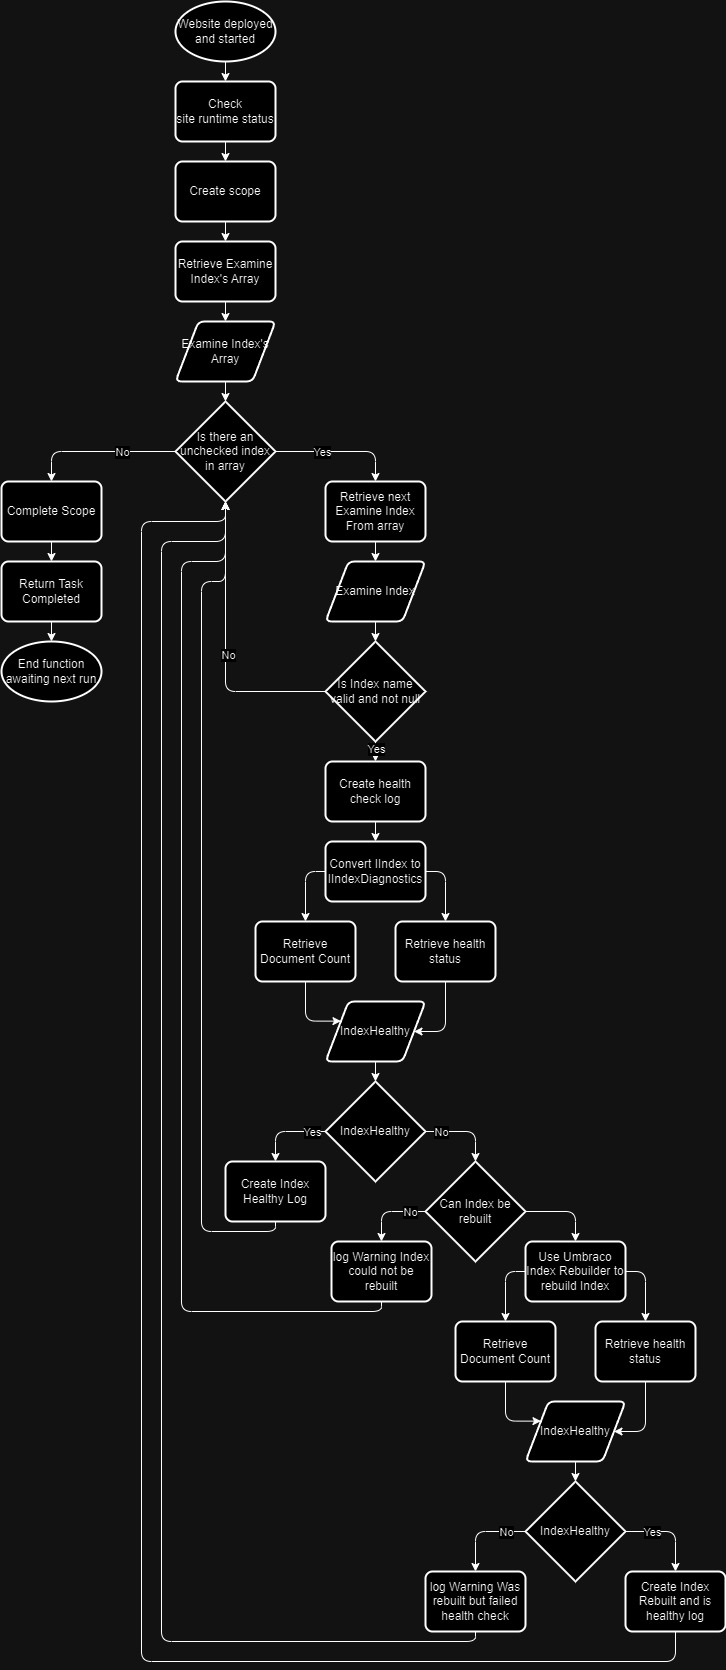 Website deployed
and started
Check
site runtime status
Create scope
Retrieve Examine
Index's Array
Examine Index's
Array
Is there an
unchecked index
in array
No
Yes
Complete Scope
Retrieve next
Examine Index
From array
Return Task
Completed
Examine Index
End function
awaiting next run
No
Is Index name
valid and not null
Yes
Create health
check log
Convert IIndex to
IIndexDiagnostics
Retrieve
Document Count
Retrieve health
status
IndexHealthy
IndexHealthy
Yes
No
Create Index
Healthy Log
Can Index be
rebuilt
No
log Warning Index
could not be
rebuilt
Use Umbraco
Index Rebuilder to
rebuild Index
Retrieve
Document Count
Retrieve health
status
IndexHealthy
IndexHealthy
No
Yes
log Warning Was
rebuilt but failed
health check
Create Index
Rebuilt and is
healthy log